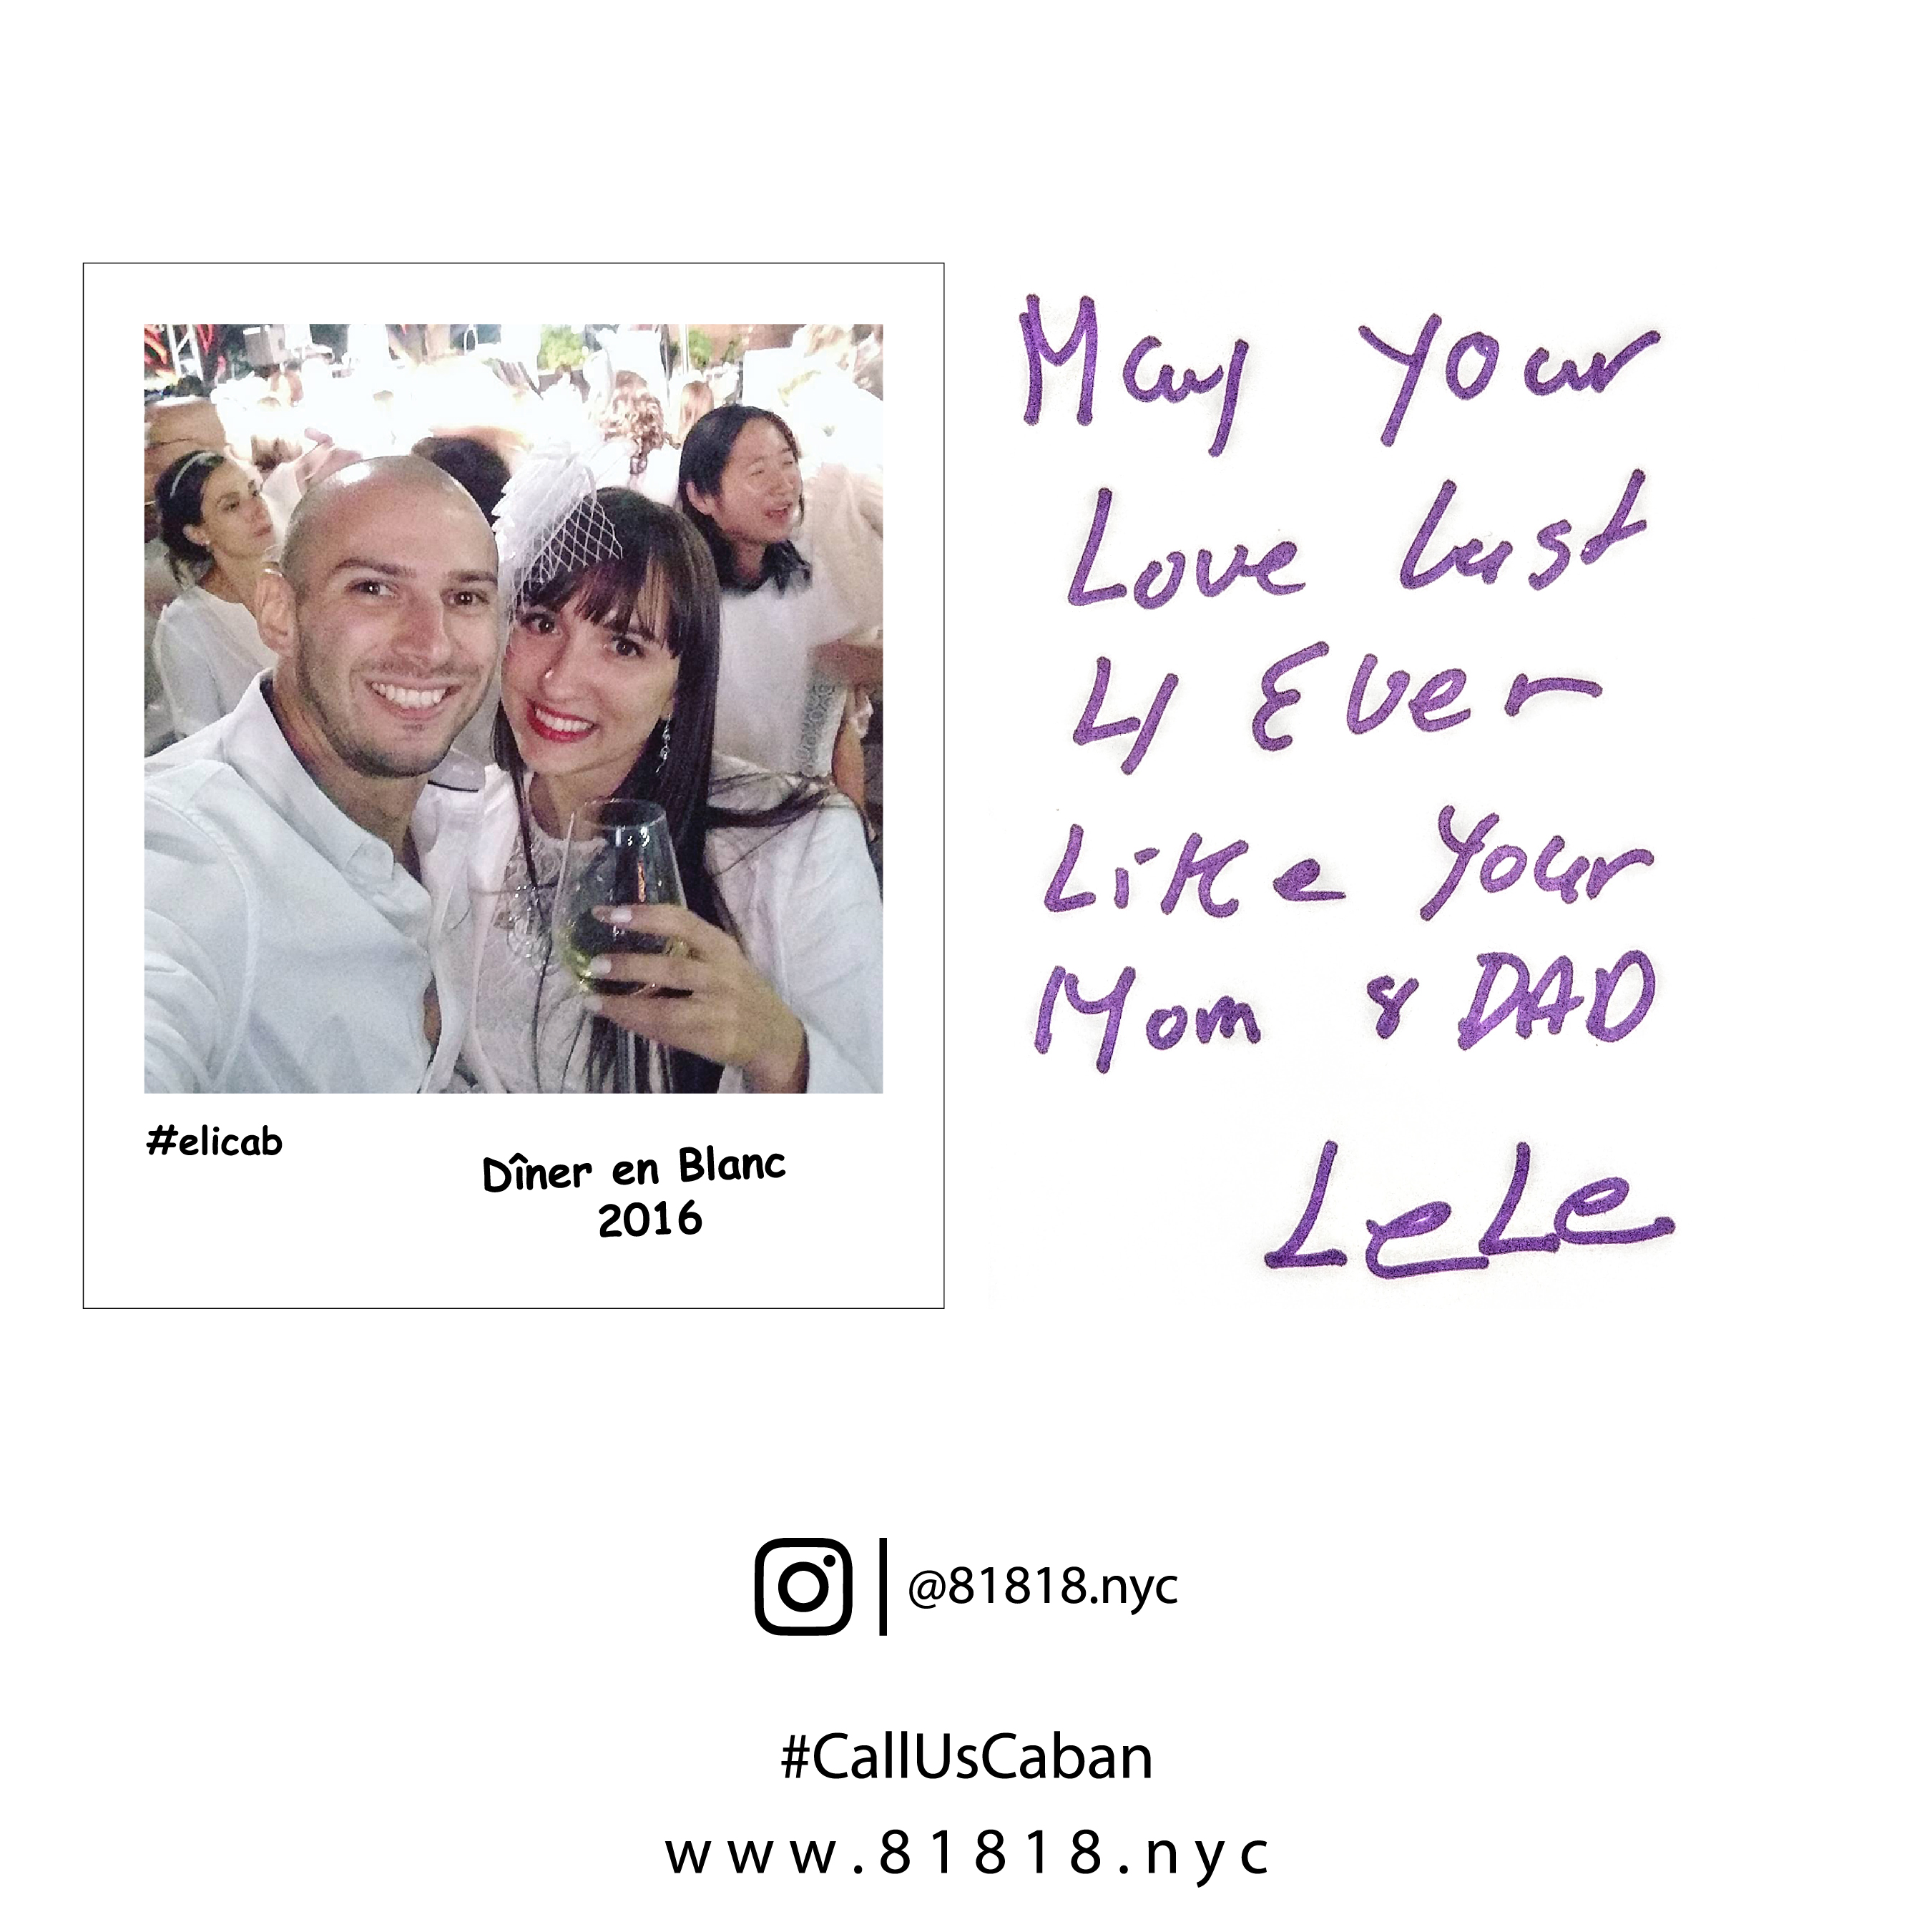 #elicab
Dîner en Blanc
2016
May Your
Love Last
4 Ever
Like Your
Mom & DAD
LeLe
@81818.nyc
#CallUsCaban
www.81818.nyc